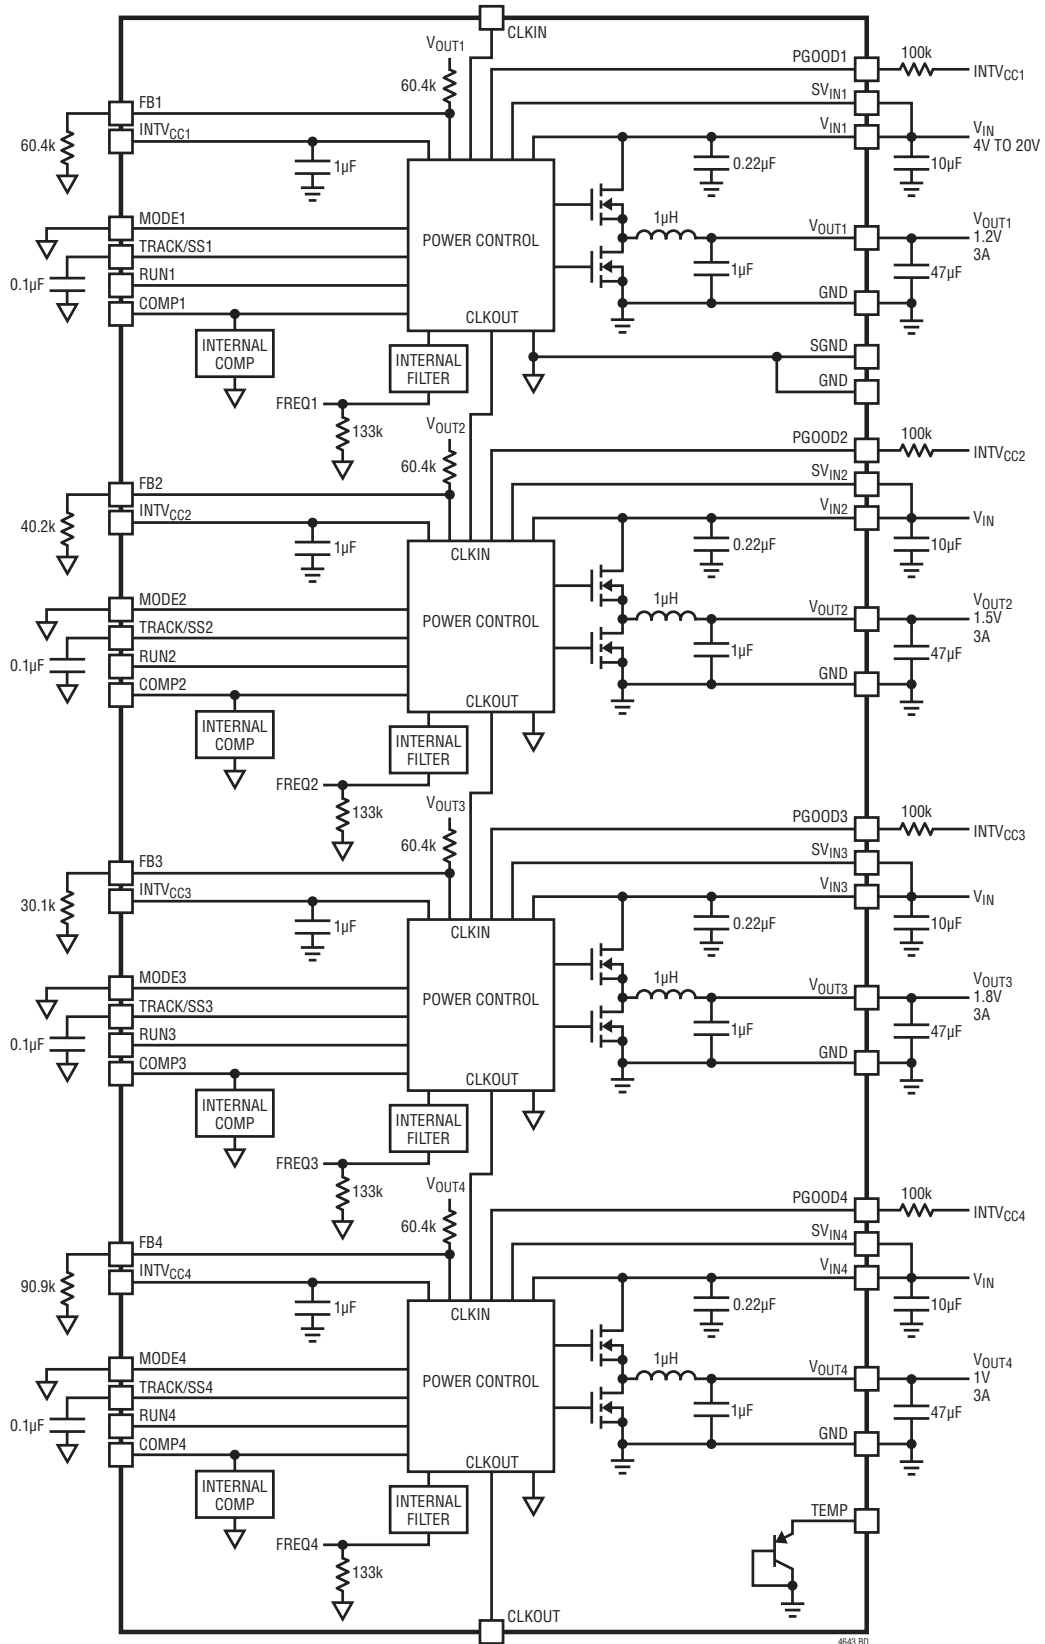 CLKIN
VOUT1
60.4k
PGOOD1
100k
INTVCC1
SVIN1
FB1
60.4k
INTVCC1
1µF
VIN1
VIN
4V TO 20V
0.22µF
10µF
MODE1
TRACK/SS1
0.1µF
RUN1
COMP1
POWER CONTROL
1µH
VOUT1
VOUT1
1.2V
3A
1µF
47µF
GND
CLKOUT
INTERNAL
COMP
INTERNAL
FILTER
SGND
GND
FREQ1
133k
VOUT2
60.4k
PGOOD2
100k
INTVCC2
SVIN2
FB2
40.2k
INTVCC2
1µF
VIN2
VIN
CLKIN
0.22µF
10µF
MODE2
TRACK/SS2
0.1µF
RUN2
COMP2
POWER CONTROL
1µH
VOUT2
VOUT2
1.5V
3A
1µF
47µF
GND
CLKOUT
INTERNAL
COMP
INTERNAL
FILTER
FREQ2
133k
VOUT3
60.4k
PGOOD3
100k
INTVCC3
SVIN3
FB3
30.1k
INTVCC3
1µF
VIN3
VIN
CLKIN
0.22µF
10µF
MODE3
TRACK/SS3
0.1µF
RUN3
COMP3
POWER CONTROL
1µH
VOUT3
VOUT3
1.8V
3A
1µF
47µF
GND
CLKOUT
INTERNAL
COMP
INTERNAL
FILTER
FREQ3
133k
VOUT4
60.4k
PGOOD4
100k
INTVCC4
SVIN4
FB4
90.9k
INTVCC4
1µF
VIN4
VIN
CLKIN
0.22µF
10µF
MODE4
TRACK/SS4
0.1µF
RUN4
COMP4
POWER CONTROL
1µH
VOUT4
VOUT4
1V
3A
1µF
47µF
GND
CLKOUT
INTERNAL
COMP
INTERNAL
FILTER
TEMP
FREQ4
133k
CLKOUT
4643 BD